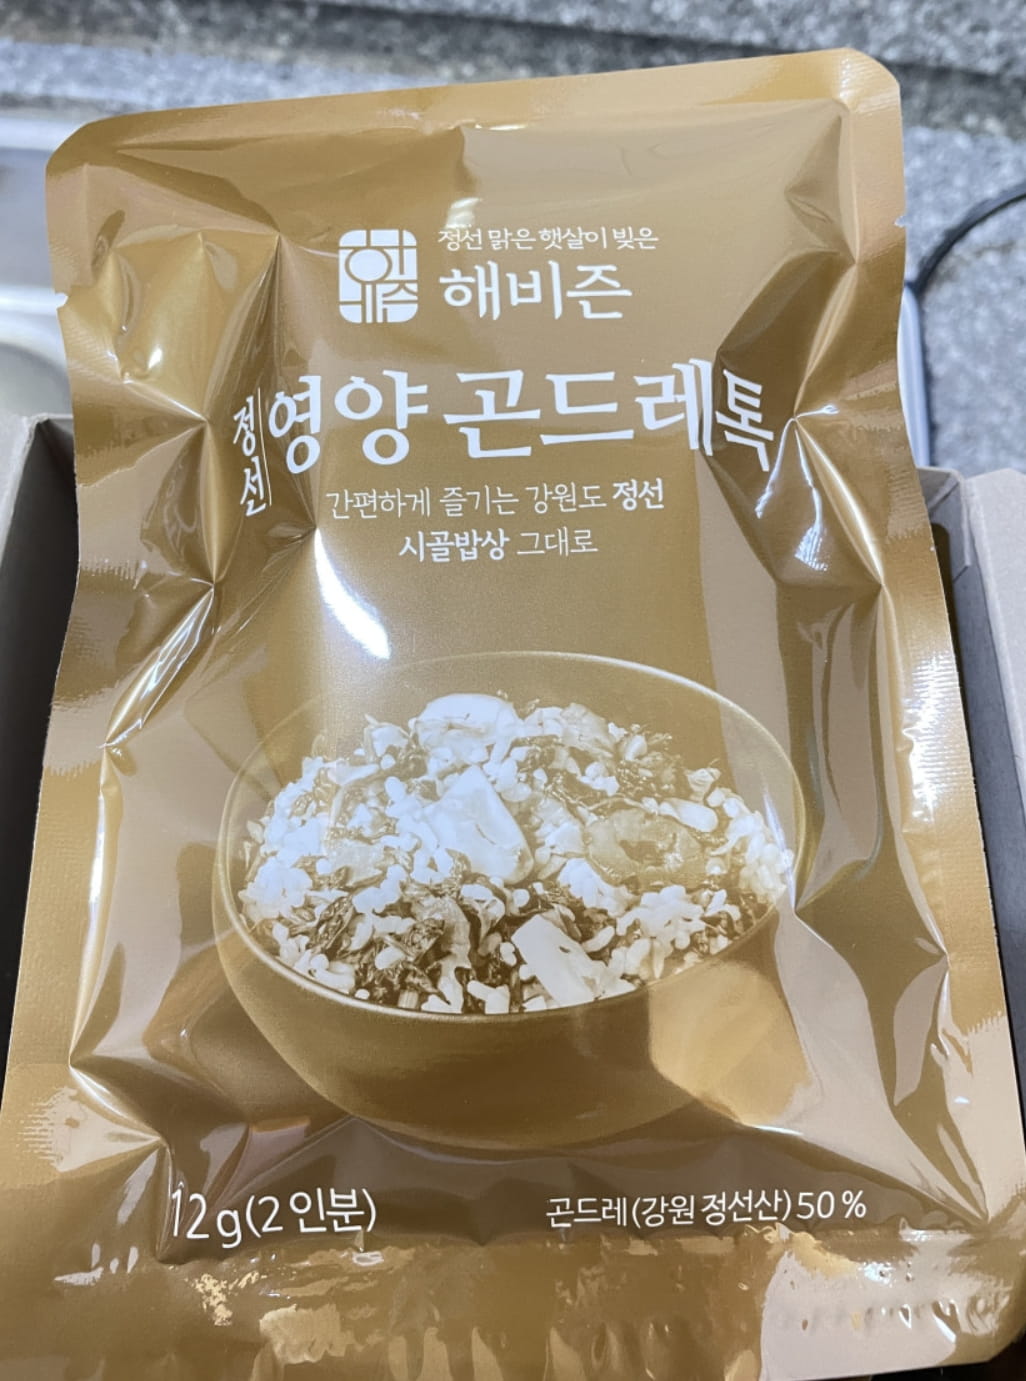 정선 맑은 햇살이 빚은
해비즌
정선
영양 곤드레톡
간편하게 즐기는 강원도 정선
시골밥상 그대로
12g(2인분)
곤드레(강원 정선산)50%